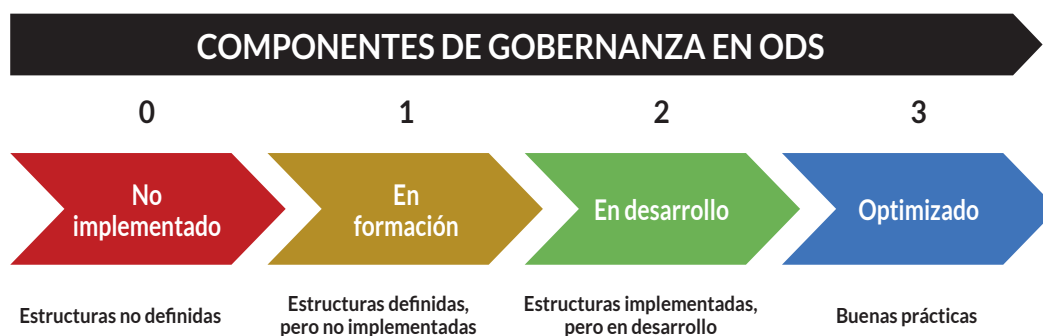 COMPONENTES DE GOBERNANZA EN ODS
0
1
2
3
No
implementado
En
formación
En desarrollo
Optimizado
Estructuras no definidas
Estructuras definidas,
pero no implementadas
Estructuras implementadas,
pero en desarrollo
Buenas prácticas